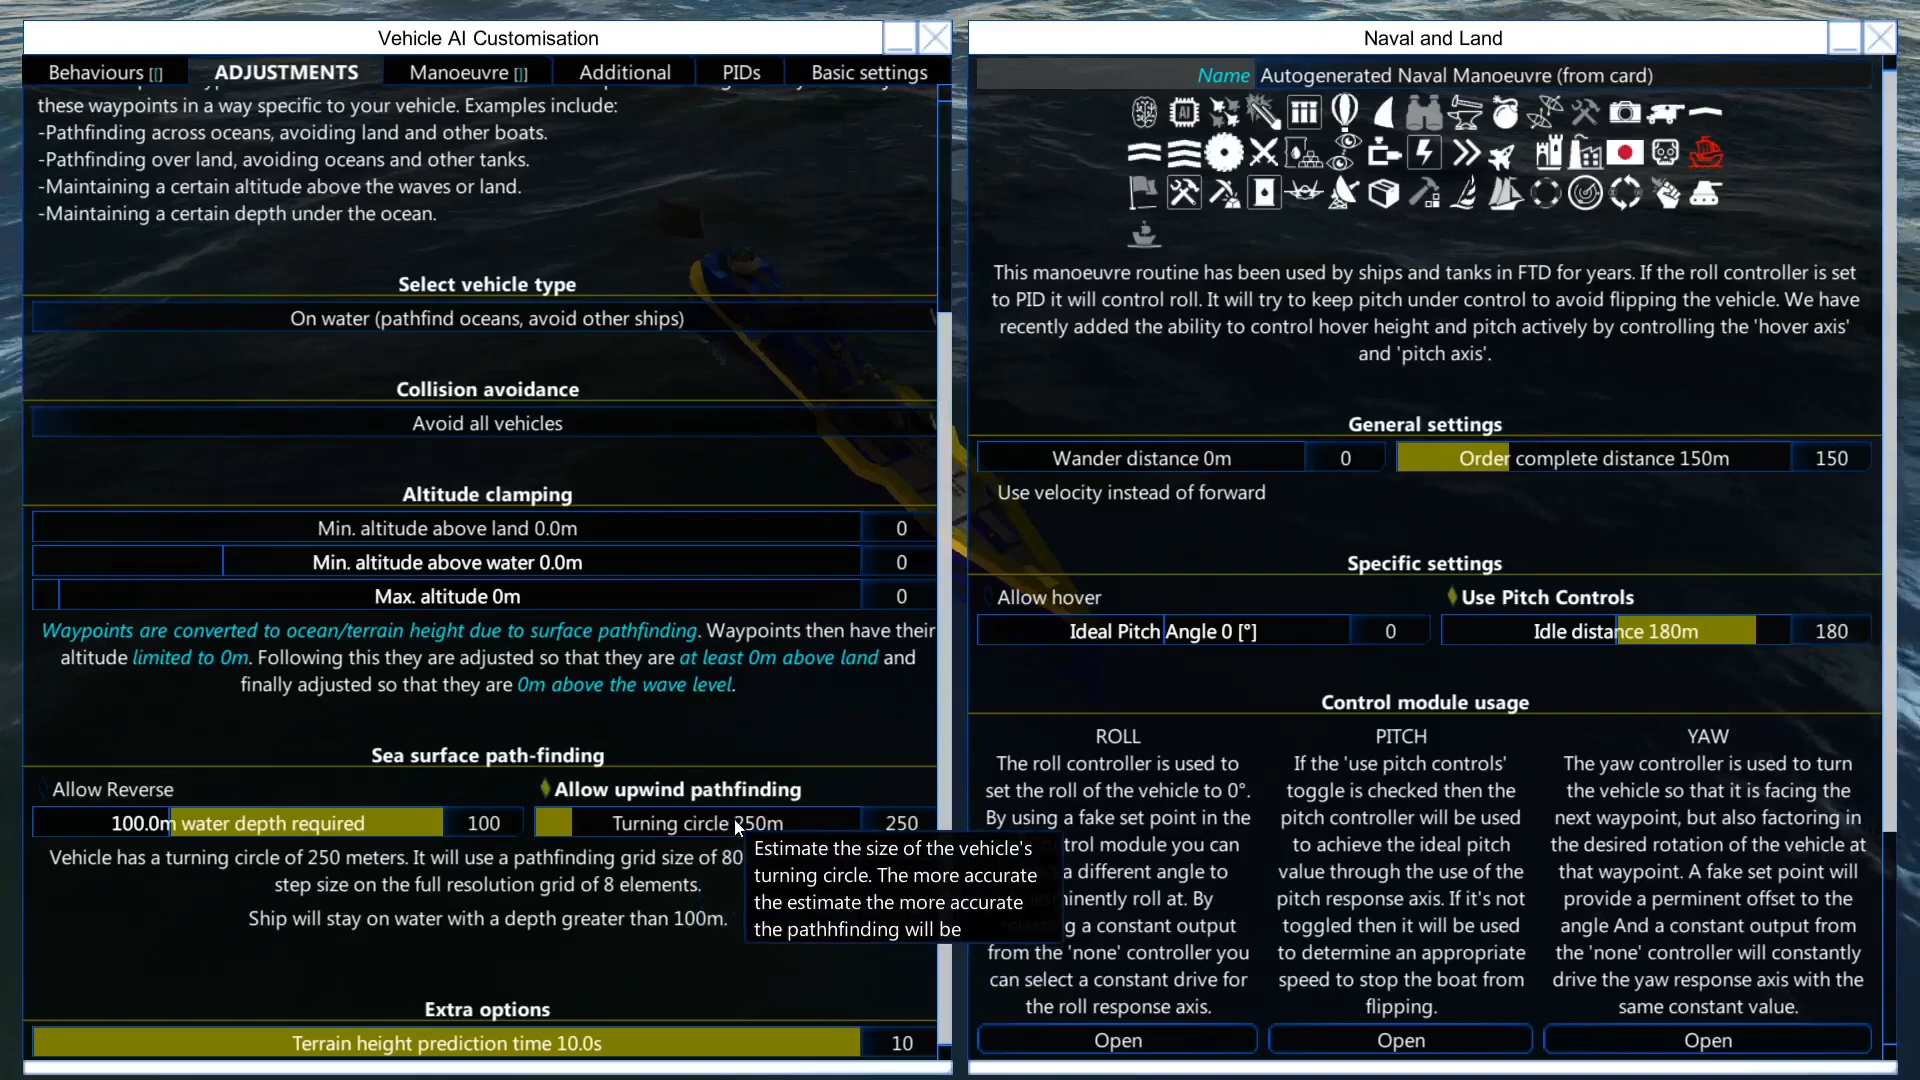 Vehicle AI Customisation
Behaviours [[]
ADJUSTMENTS
Manoeuvre []]
Additional
PIDs
Basic settings
these waypoints in a way specific to your vehicle. Examples include:
-Pathfinding across oceans, avoiding land and other boats.
-Pathfinding over land, avoiding oceans and other tanks.
-Maintaining a certain altitude above the waves or land.
-Maintaining a certain depth under the ocean.
Select vehicle type
On water (pathfind oceans, avoid other ships)
Collision avoidance
Avoid all vehicles
Altitude clamping
Min. altitude above land 0.0m 0
Min. altitude above water 0.0m 0
Max. altitude 0m 0
Waypoints are converted to ocean/terrain height due to surface pathfinding. Waypoints then have their
altitude limited to 0m. Following this they are adjusted so that they are at least 0m above land and
finally adjusted so that they are 0m above the wave level.
Sea surface path-finding
Allow Reverse
Allow upwind pathfinding
100.0m water depth required 100
Turning circle 250m 250
Vehicle has a turning circle of 250 meters. It will use a pathfinding grid size of 80
step size on the full resolution grid of 8 elements.
Ship will stay on water with a depth greater than 100m.
Estimate the size of the vehicle's
turning circle. The more accurate
the estimate the more accurate
the pathhfinding will be
Extra options
Terrain height prediction time 10.0s 10
Naval and Land
Name Autogenerated Naval Manoeuvre (from card)
AI
This manoeuvre routine has been used by ships and tanks in FTD for years. If the roll controller is set
to PID it will control roll. It will try to keep pitch under control to avoid flipping the vehicle. We have
recently added the ability to control hover height and pitch actively by controlling the 'hover axis'
and 'pitch axis'.
General settings
Wander distance 0m 0
Order complete distance 150m 150
Use velocity instead of forward
Specific settings
Allow hover
Use Pitch Controls
Ideal Pitch Angle 0 [°] 0
Idle distance 180m 180
Control module usage
ROLL
The roll controller is used to
set the roll of the vehicle to 0°.
By using a fake set point in the
trol module you can
a different angle to
inently roll at. By
g a constant output
from the 'none' controller you
can select a constant drive for
the roll response axis.
Open
PITCH
If the 'use pitch controls'
toggle is checked then the
pitch controller will be used
to achieve the ideal pitch
value through the use of the
pitch response axis. If it's not
toggled then it will be used
to determine an appropriate
speed to stop the boat from
flipping.
Open
YAW
The yaw controller is used to turn
the vehicle so that it is facing the
next waypoint, but also factoring in
the desired rotation of the vehicle at
that waypoint. A fake set point will
provide a perminent offset to the
angle And a constant output from
the 'none' controller will constantly
drive the yaw response axis with the
same constant value.
Open